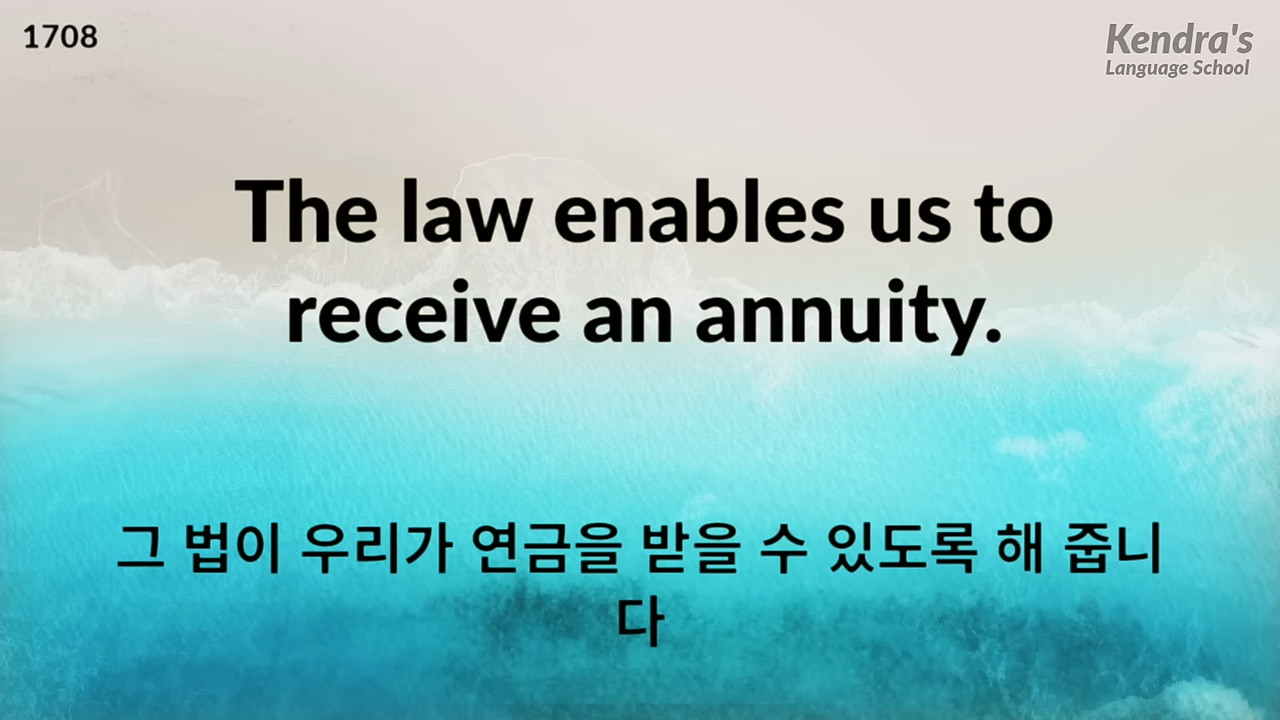 1708
Kendra's
Language School
The law enables us to
receive an annuity.
그 법이 우리가 연금을 받을 수 있도록 해 줍니
다